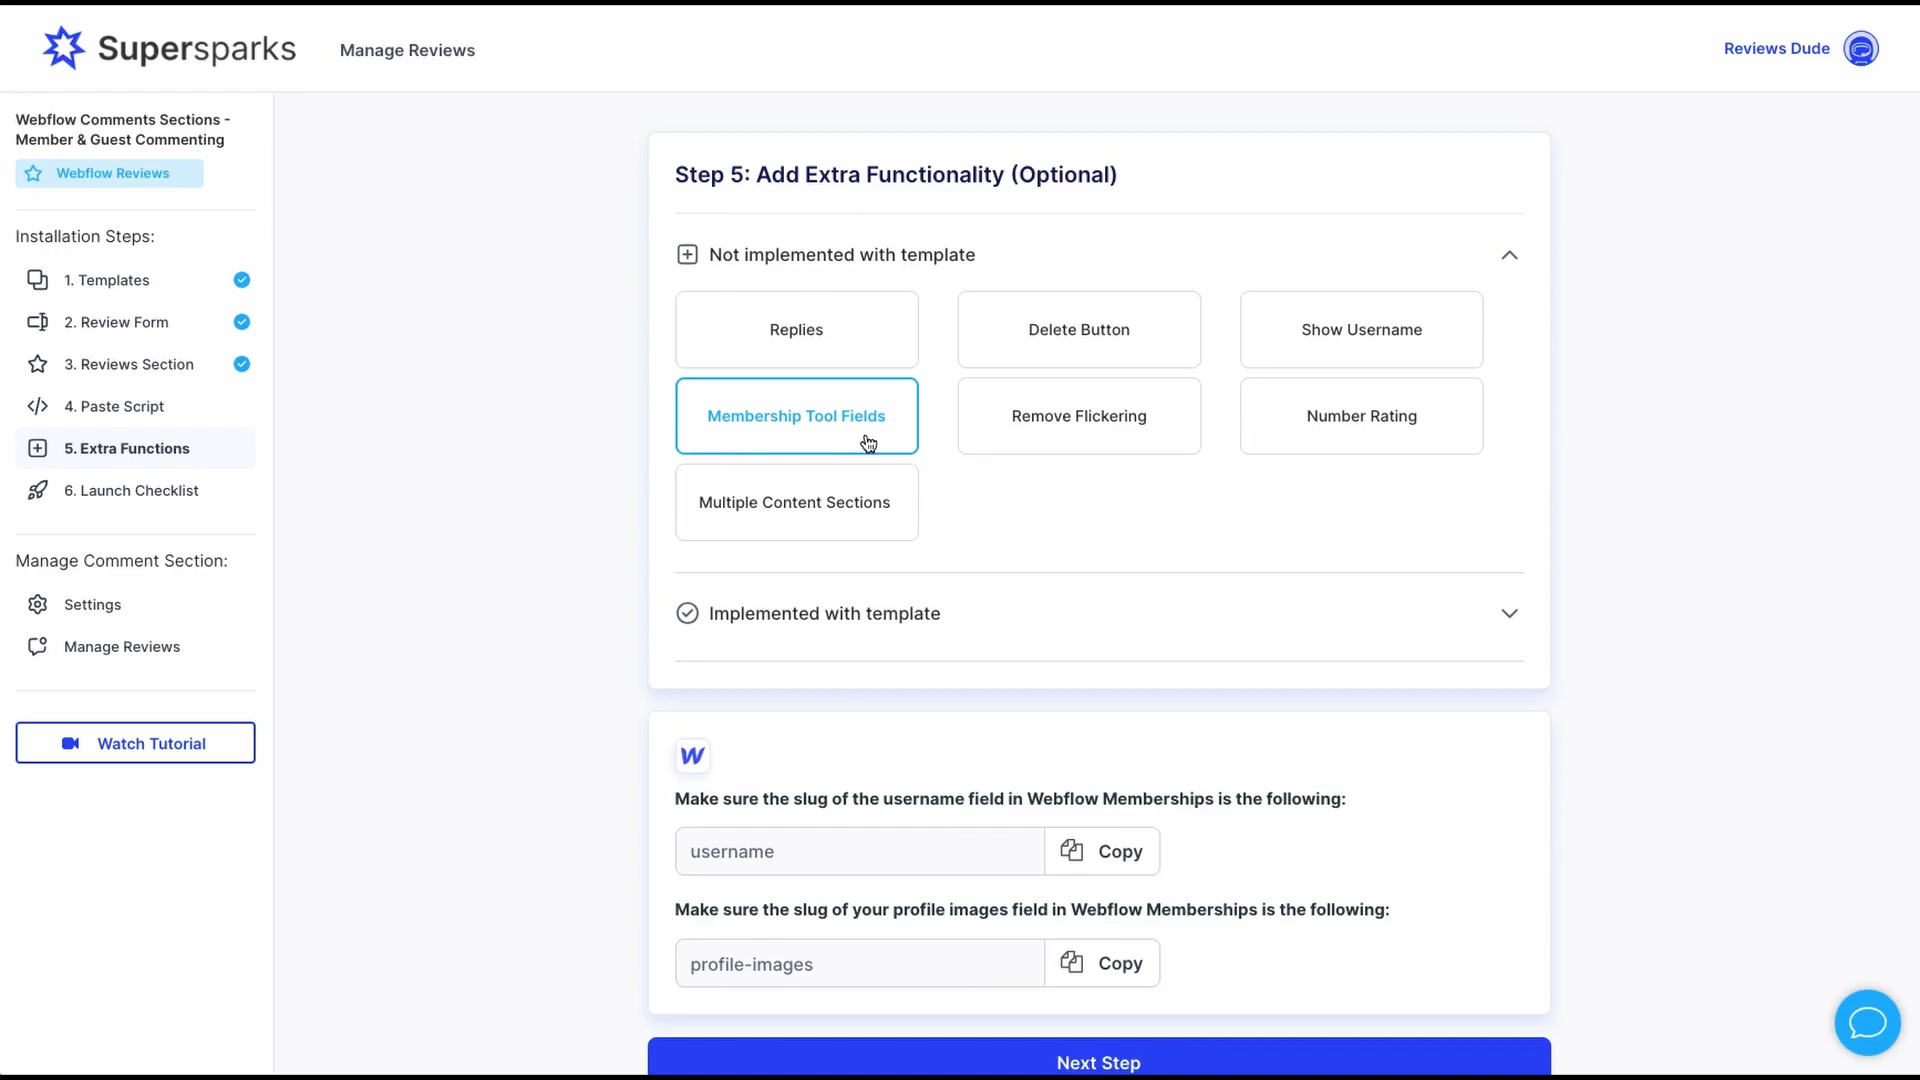 Supersparks
Manage Reviews
Reviews Dude
Webflow Comments Sections -
Member & Guest Commenting
Webflow Reviews
Installation Steps:
1. Templates
2. Review Form
3. Reviews Section
4. Paste Script
5. Extra Functions
6. Launch Checklist
Manage Comment Section:
Settings
Manage Reviews
Watch Tutorial
Step 5: Add Extra Functionality (Optional)
Not implemented with template
Replies
Delete Button
Show Username
Membership Tool Fields
Remove Flickering
Number Rating
Multiple Content Sections
Implemented with template
W
Make sure the slug of the username field in Webflow Memberships is the following:
username
Copy
Make sure the slug of your profile images field in Webflow Memberships is the following:
profile-images
Copy
Next Step